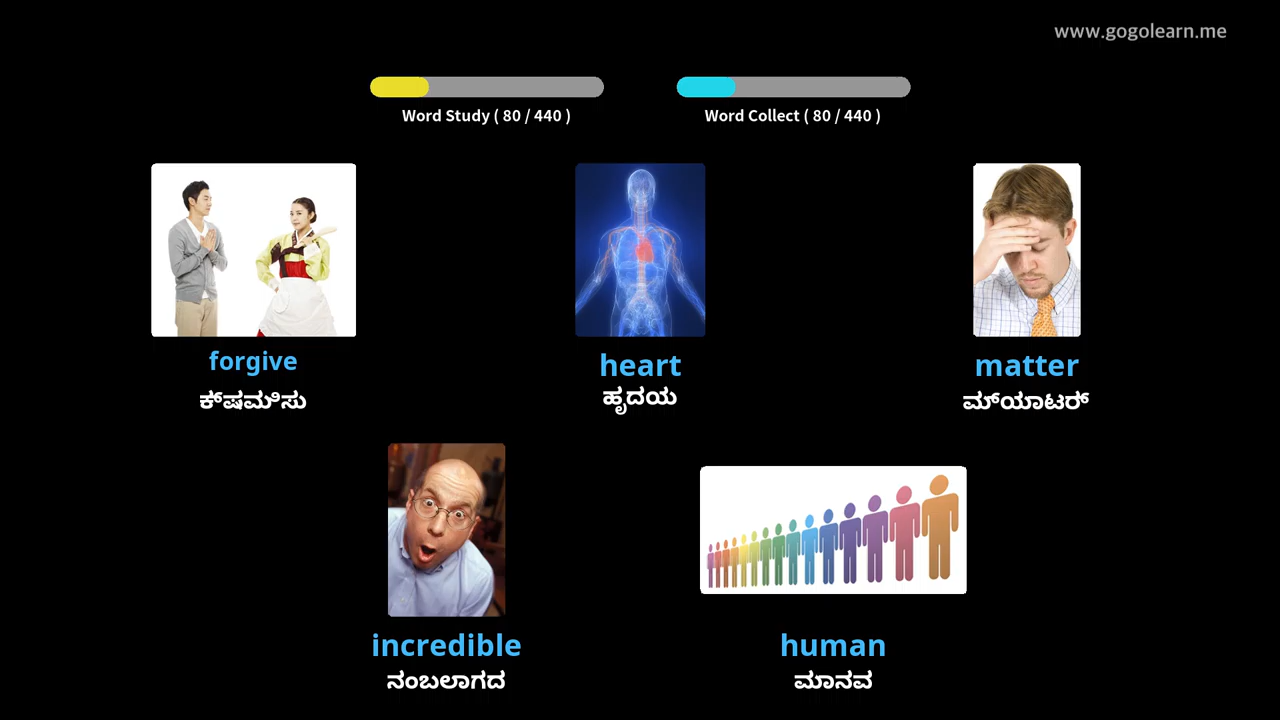 www.gogolearn.me
Word Study ( 80 / 440 )
Word Collect ( 80 / 440 )
forgive
ಕ್ಷಮಿಸು
heart
ಹೃದಯ
matter
ಮ್ಯಾಟರ್
incredible
ನಂಬಲಾಗದ
human
ಮಾನವ